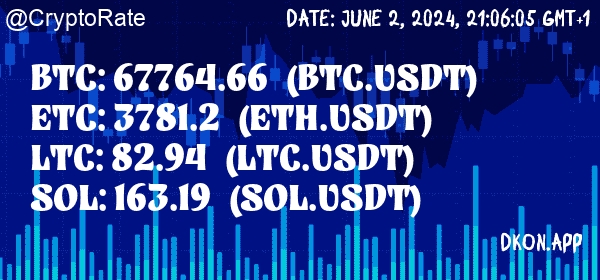 @CryptoRate
DATE: JUNE 2, 2024, 21:06:05 GMT+1
BTC: 67764.66 (BTC.USDT)
ETC: 3781.2 (ETH.USDT)
LTC: 82.94 (LTC.USDT)
SOL: 163.19 (SOL.USDT)
DKON.APP